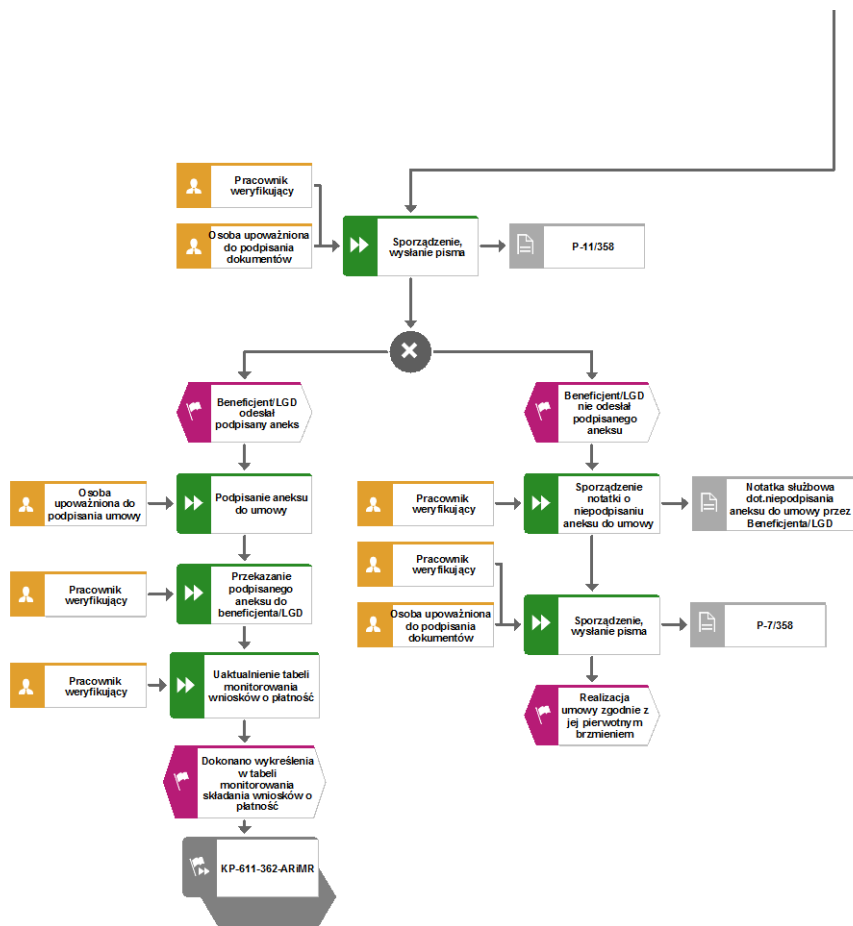 Pracownik
weryfikujący
Osoba upoważniona
do podpisania
dokumentów
Sporządzenie,
wysłanie pisma
P-11/358
Beneficjent/LGD
odesłał
podpisany aneks
Beneficjent/LGD
nie odesłał
podpisanego
aneksu
Osoba
upoważniona do
podpisania umowy
Podpisanie aneksu
do umowy
Pracownik
weryfikujący
Sporządzenie
notatki o
niepodpisaniu
aneksu do umowy
Notatka służbowa
dot.niepodpisania
aneksu do umowy przez
Beneficjenta/LGD
Pracownik
weryfikujący
Przekazanie
podpisanego
aneksu do
beneficjenta/LGD
Pracownik
weryfikujący
Osoba upoważniona
do podpisania
dokumentów
Sporządzenie,
wysłanie pisma
P-7/358
Pracownik
weryfikujący
Uaktualnienie tabeli
monitorowania
wniosków o płatność
Realizacja
umowy zgodnie z
jej pierwotnym
brzmieniem
Dokonano wykreślenia
w tabeli
monitorowania
składania wniosków o
płatność
KP-611-362-ARiMR